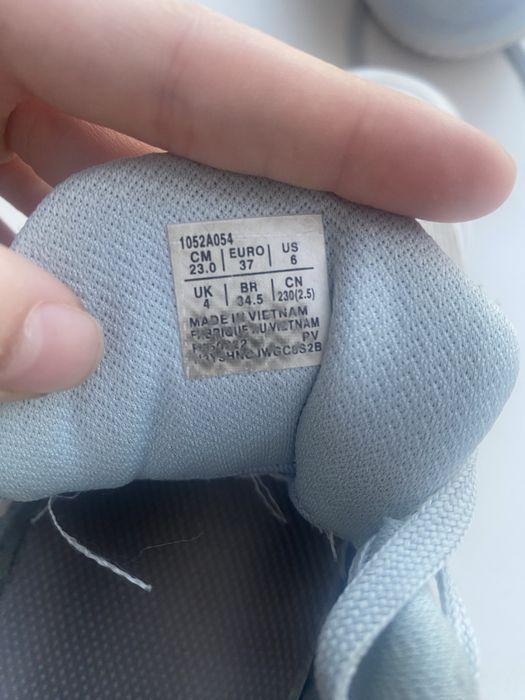 1052A054
CM EURO US
23.0 37 6
UK BR CN
4 34.5 230(2.5)
MADE IN VIETNAM
FABRIQUE AU VIETNAM
PV